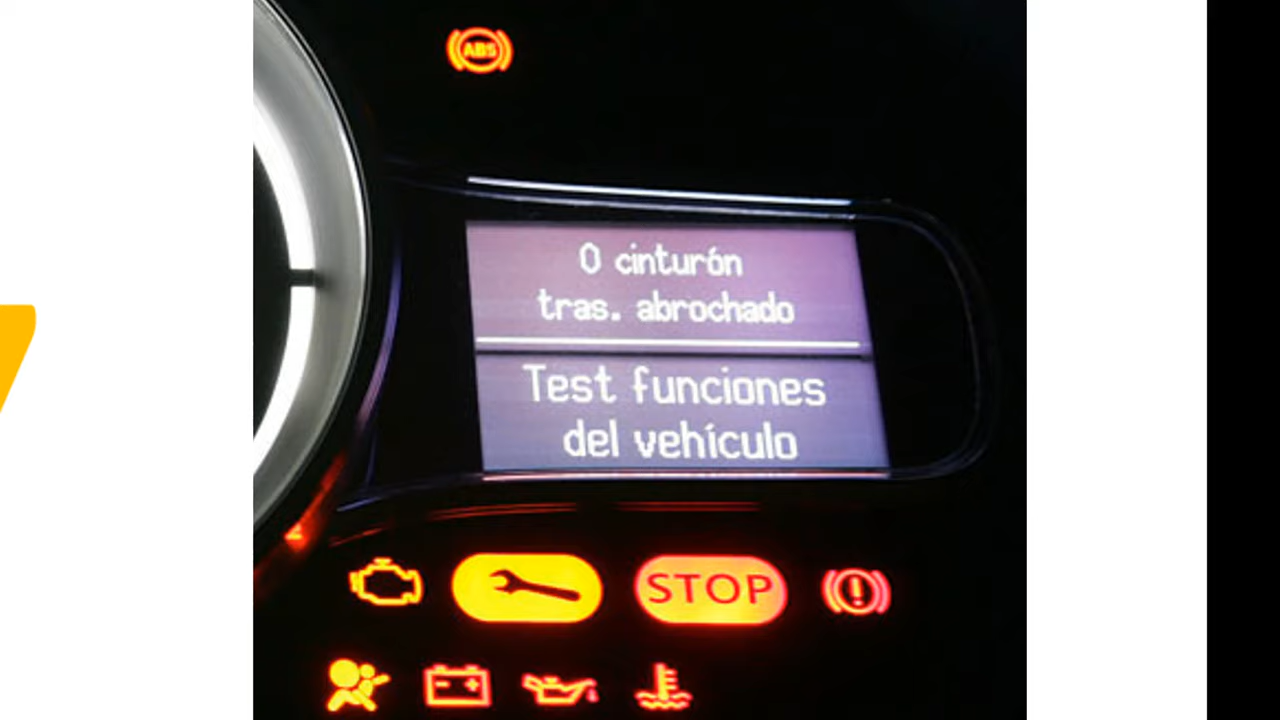 ABS
0 cinturón
tras. abrochado
Test funciones
del vehículo
STOP